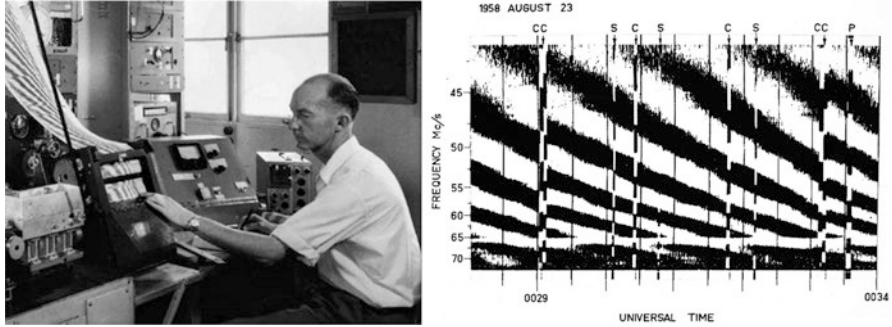 1958 AUGUST 23
CC S C S C S CC P
45
50
55
60
65
70
FREQUENCY Mc/s
0029 0034
UNIVERSAL TIME